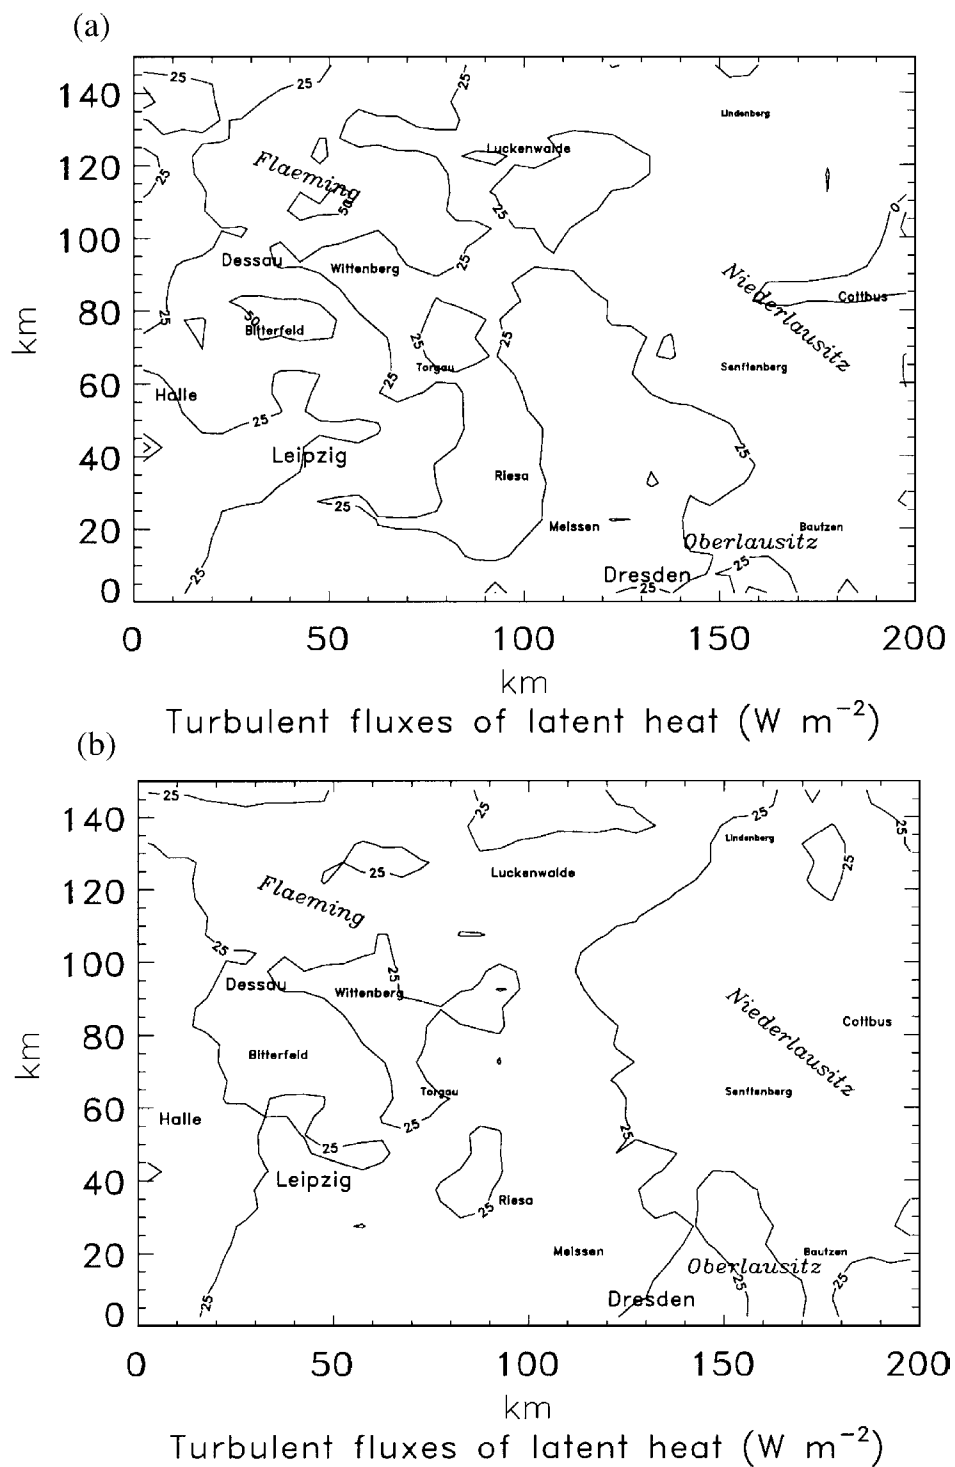 (a)
140
120
100
80
60
40
20
0
km
25
25
25
25
Lindenberg
Luckenwalde
Flaeming
50
25
0
Dessau
Wittenberg
25
Niederlausitz
Cottbus
25
50
Bitterfeld
25
25
Torgau
25
Senftenberg
Halle
25
25
Leipzig
Riesa
25
25
Meissen
Bautzen
Oberlausitz
25
25
Dresden
25
0 50 100 150 200
km
Turbulent fluxes of latent heat (W m⁻²)
(b)
140
120
100
80
60
40
20
0
km
25
25
25
25
Lindenberg
25
25
Luckenwalde
Flaeming
25
25
Dessau
Wittenberg
Niederlausitz
Cottbus
Bitterfeld
Torgau
Senftenberg
Halle
25
25
25
Leipzig
Riesa
25
Meissen
Bautzen
Oberlausitz
25
25
25
Dresden
0 50 100 150 200
km
Turbulent fluxes of latent heat (W m⁻²)